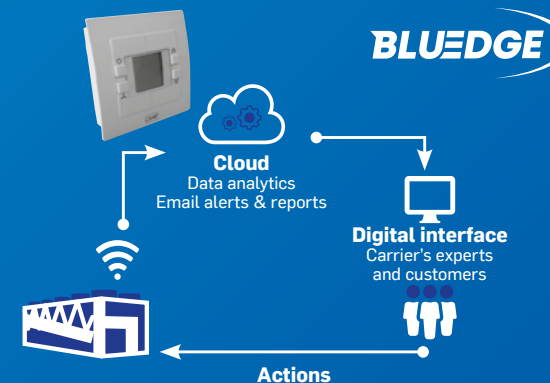 BLUEDGE
Cloud
Data analytics
Email alerts & reports
Digital interface
Carrier's experts
and customers
Actions